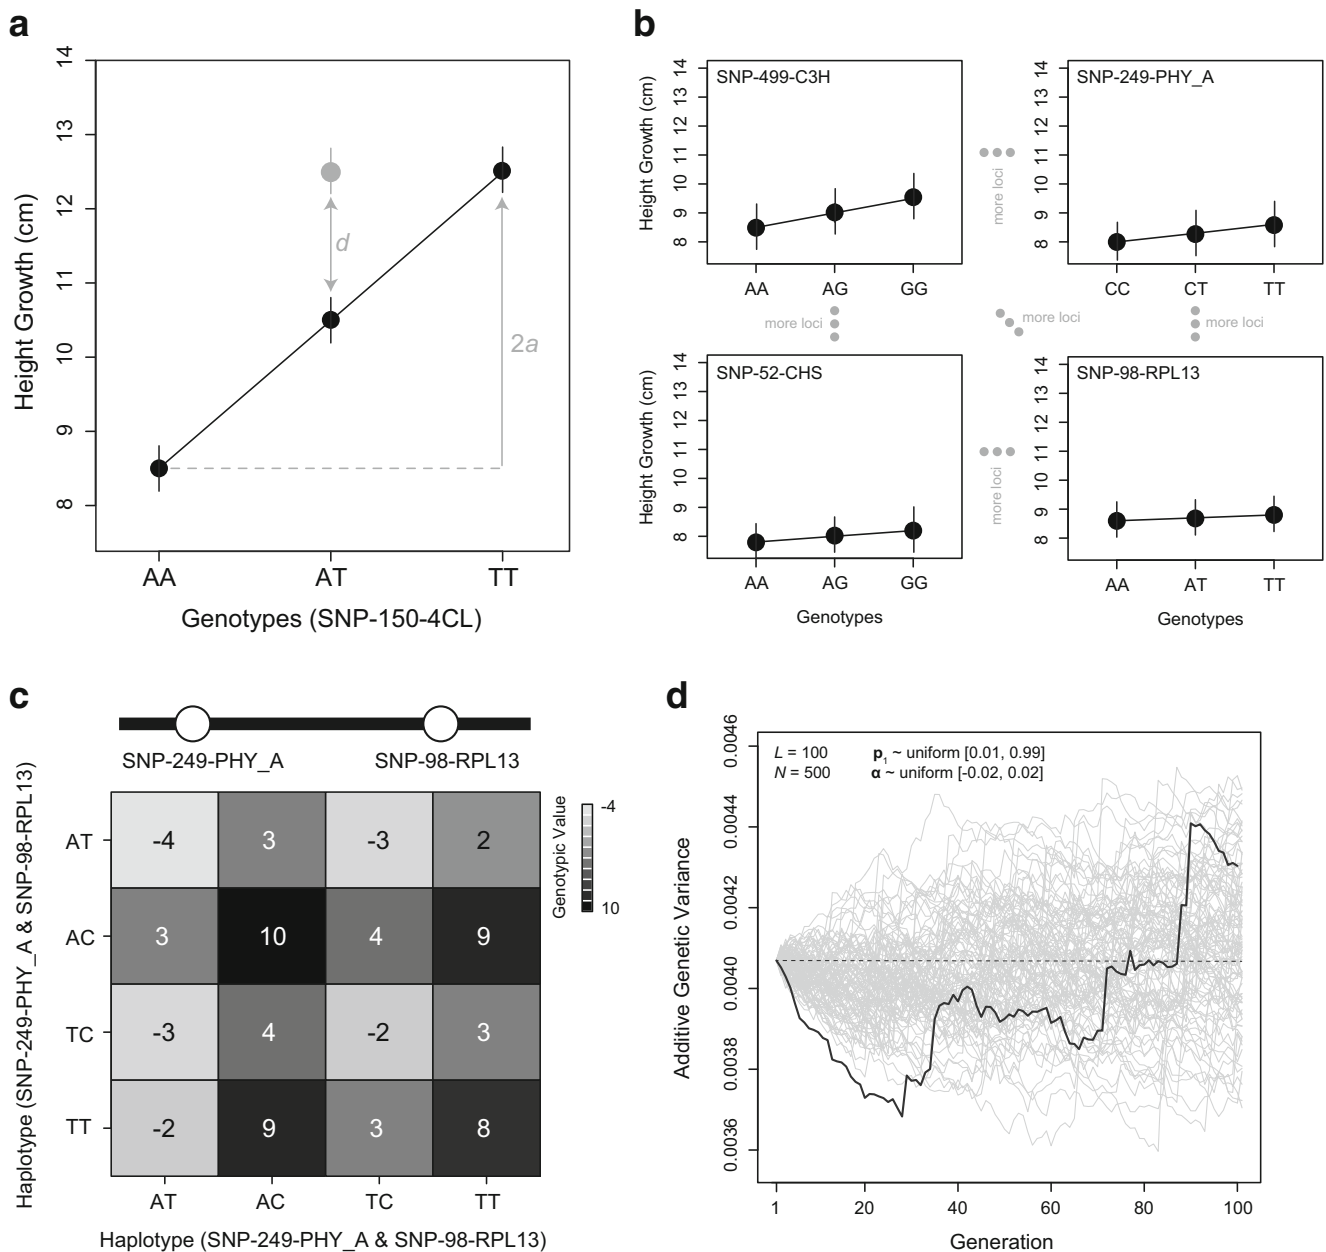 a
14
13
12
11
10
9
8
Height Growth (cm)
d
2a
AA AT TT
Genotypes (SNP-150-4CL)
b
SNP-499-C3H
14
13
12
11
10
9
8
Height Growth (cm)
AA AG GG
more loci
SNP-249-PHY_A
14
13
12
11
10
9
8
CC CT TT
more loci
more loci
more loci
SNP-52-CHS
14
13
12
11
10
9
8
Height Growth (cm)
AA AG GG
Genotypes
more loci
SNP-98-RPL13
14
13
12
11
10
9
8
AA AT TT
Genotypes
c
SNP-249-PHY_A SNP-98-RPL13
Haplotype (SNP-249-PHY_A & SNP-98-RPL13)
AT -4 3 -3 2
AC 3 10 4 9
TC -3 4 -2 3
TT -2 9 3 8
AT AC TC TT
Haplotype (SNP-249-PHY_A & SNP-98-RPL13)
Genotypic Value
-4
10
d
L = 100 p1 ~ uniform [0.01, 0.99]
N = 500 α ~ uniform [-0.02, 0.02]
0.0046
0.0044
0.0042
0.0040
0.0038
0.0036
Additive Genetic Variance
1 20 40 60 80 100
Generation